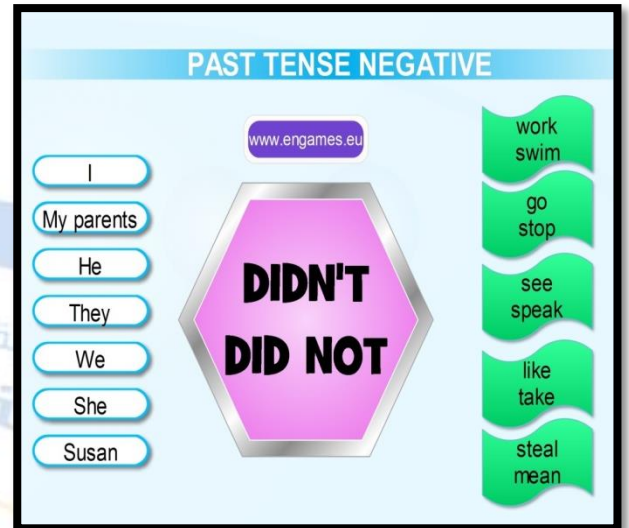 PAST TENSE NEGATIVE
www.engames.eu
I
My parents
He
They
We
She
Susan
DIDN'T
DID NOT
work
swim
go
stop
see
speak
like
take
steal
mean